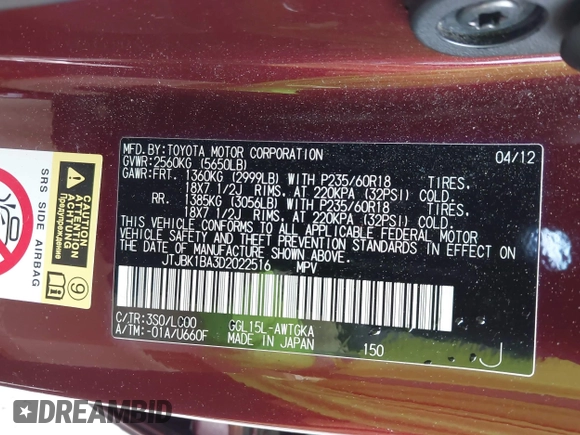 MFD.BY:TOYOTA MOTOR CORPORATION 04/12
GVWR:2560KG (5650LB)
GAWR:FRT. 1360KG (2999LB) WITH P235/60R18 TIRES.
18X7 1/2J RIMS, AT 220KPA (32PSI) COLD.
RR. 1385KG (3056LB) WITH P235/60R18 TIRES.
18X7 1/2J RIMS, AT 220KPA (32PSI) COLD.
THIS VEHICLE CONFORMS TO ALL APPLICABLE FEDERAL MOTOR
VEHICLE SAFETY AND THEFT PREVENTION STANDARDS IN EFFECT ON
THE DATE OF MANUFACTURE SHOWN ABOVE.
JTJBK1BA3D2022516 MPV
C/TR:3S0/LC00 GGL15L-AWTGKA
A/TM:-01A/U660F MADE IN JAPAN 150 J
SRS SIDE AIRBAG
CAUTION
ACHTUNG
ATTENTION
Предупреждение
9
DREAMBID